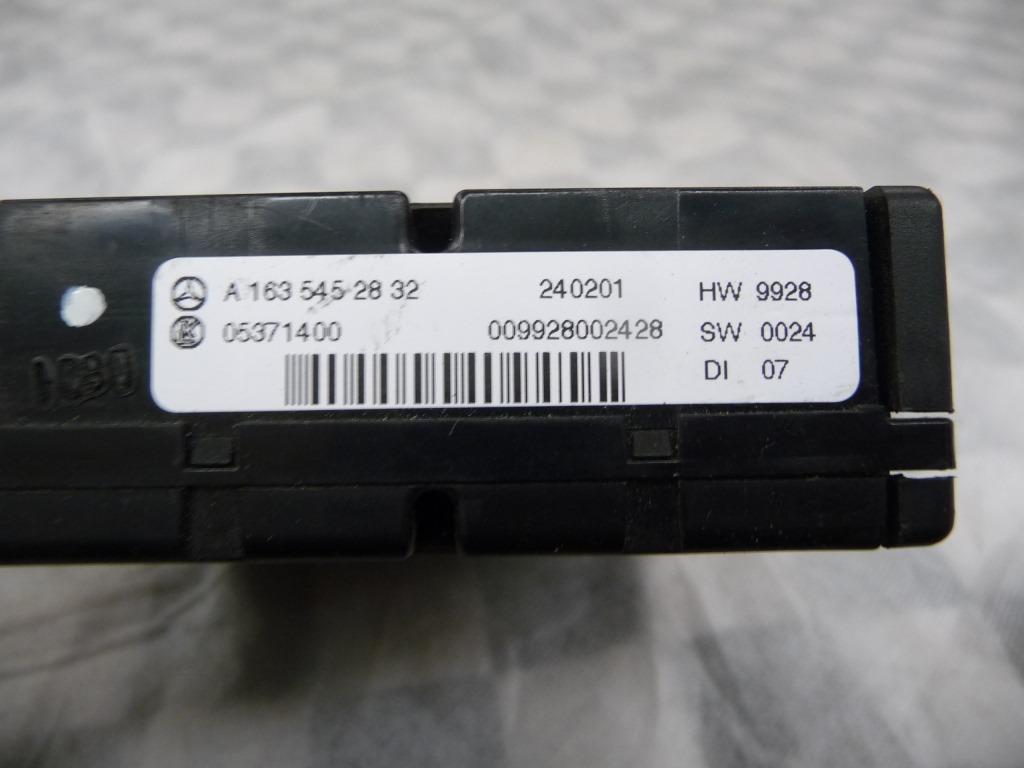 A 163 545 28 32 240201 HW 9928
05371400 009928002428 SW 0024
DI 07